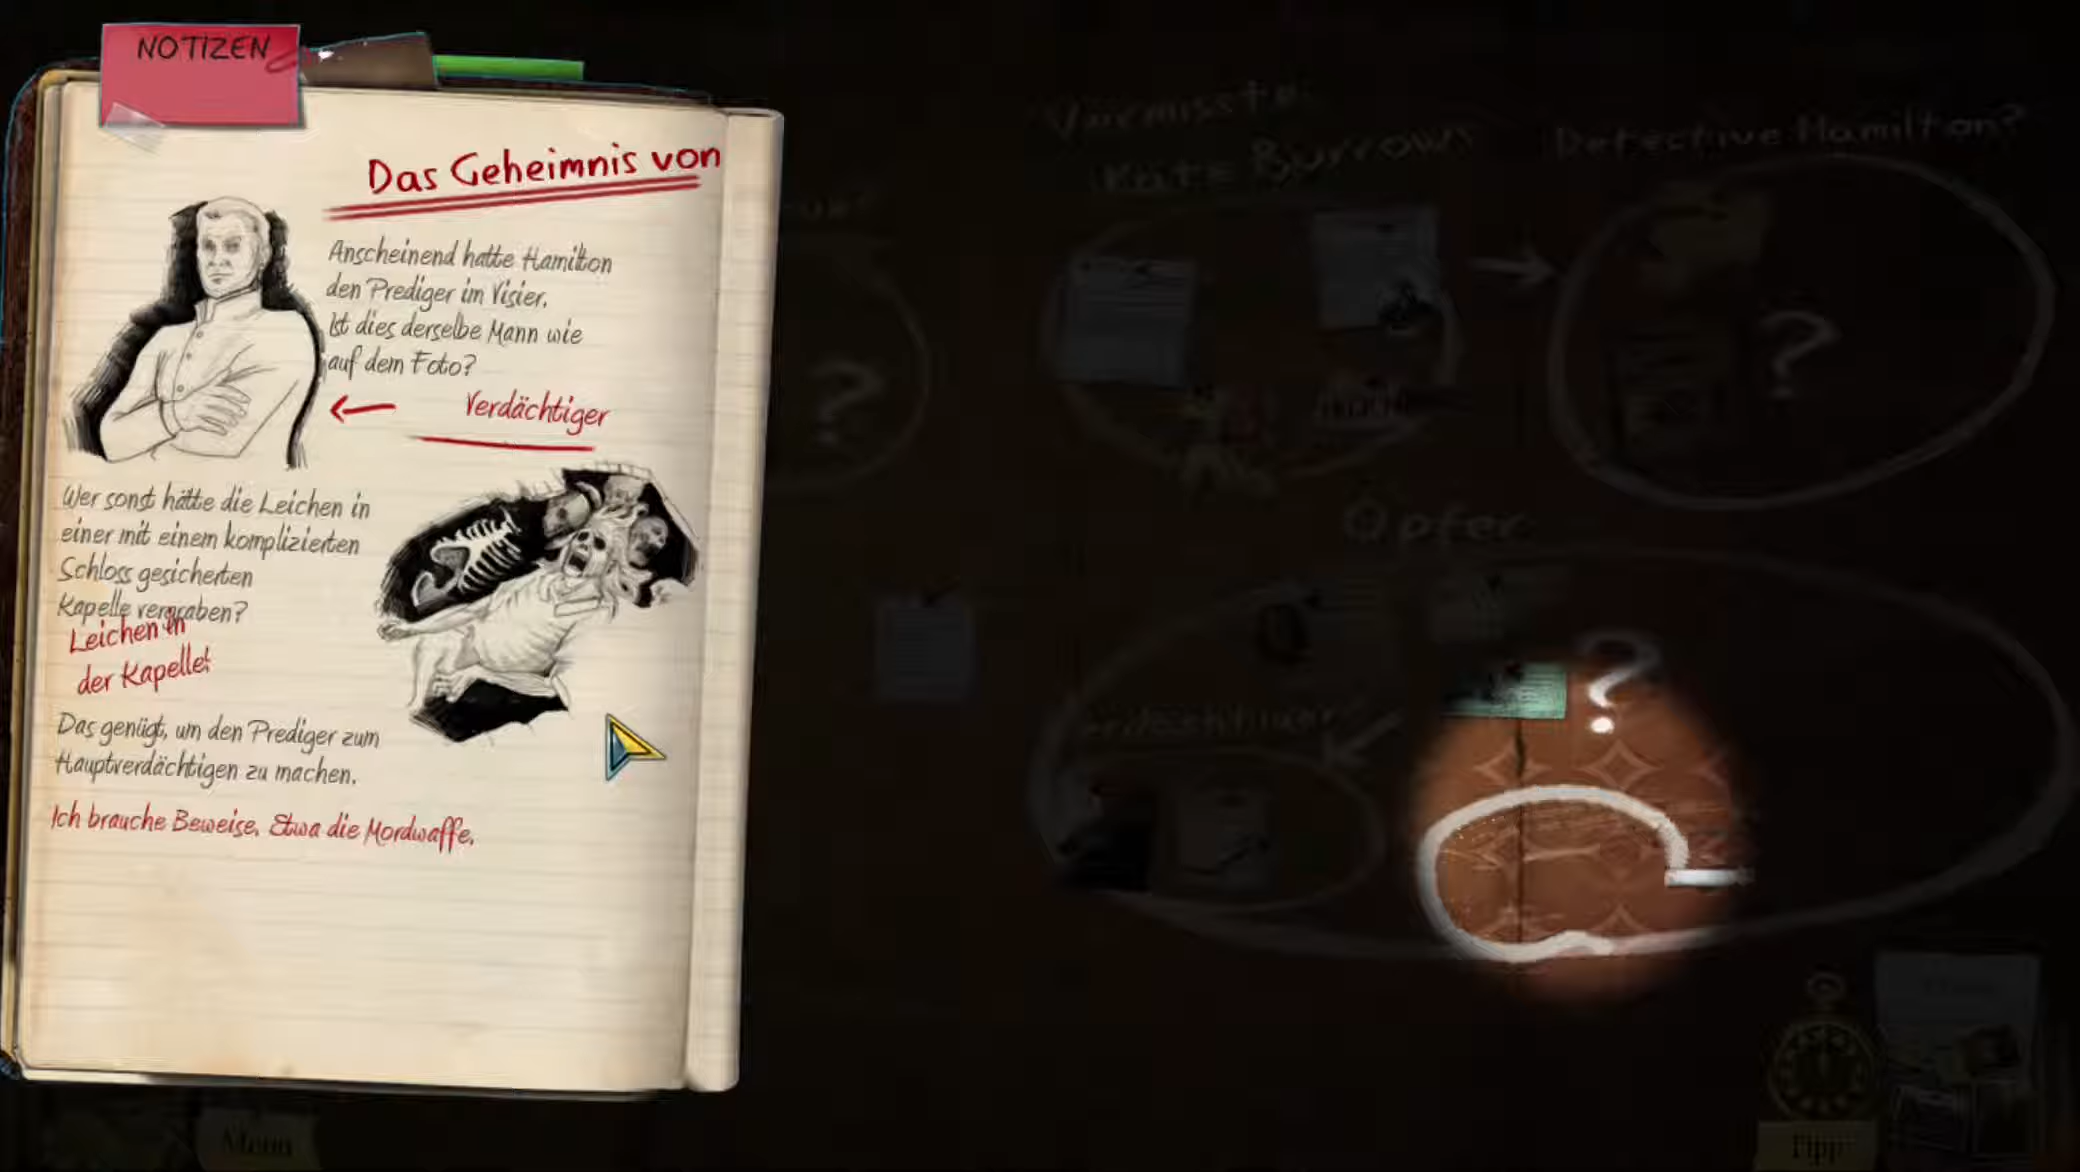 NOTIZEN
Das Geheimnis von
Anscheinend hatte Hamilton
den Prediger im Visier.
Ist dies derselbe Mann wie
auf dem Foto?
Verdächtiger
Wer sonst hätte die Leichen in
einer mit einem komplizierten
Schloss gesicherten
Kapelle vergraben?
Leichen in
der Kapelle!
Das genügt, um den Prediger zum
Hauptverdächtigen zu machen.
Ich brauche Beweise. Etwa die Mordwaffe.
Vermisste:
Kate Burrows
Detective Hamilton?
?
?
Opfer
?
Menü
Tipp